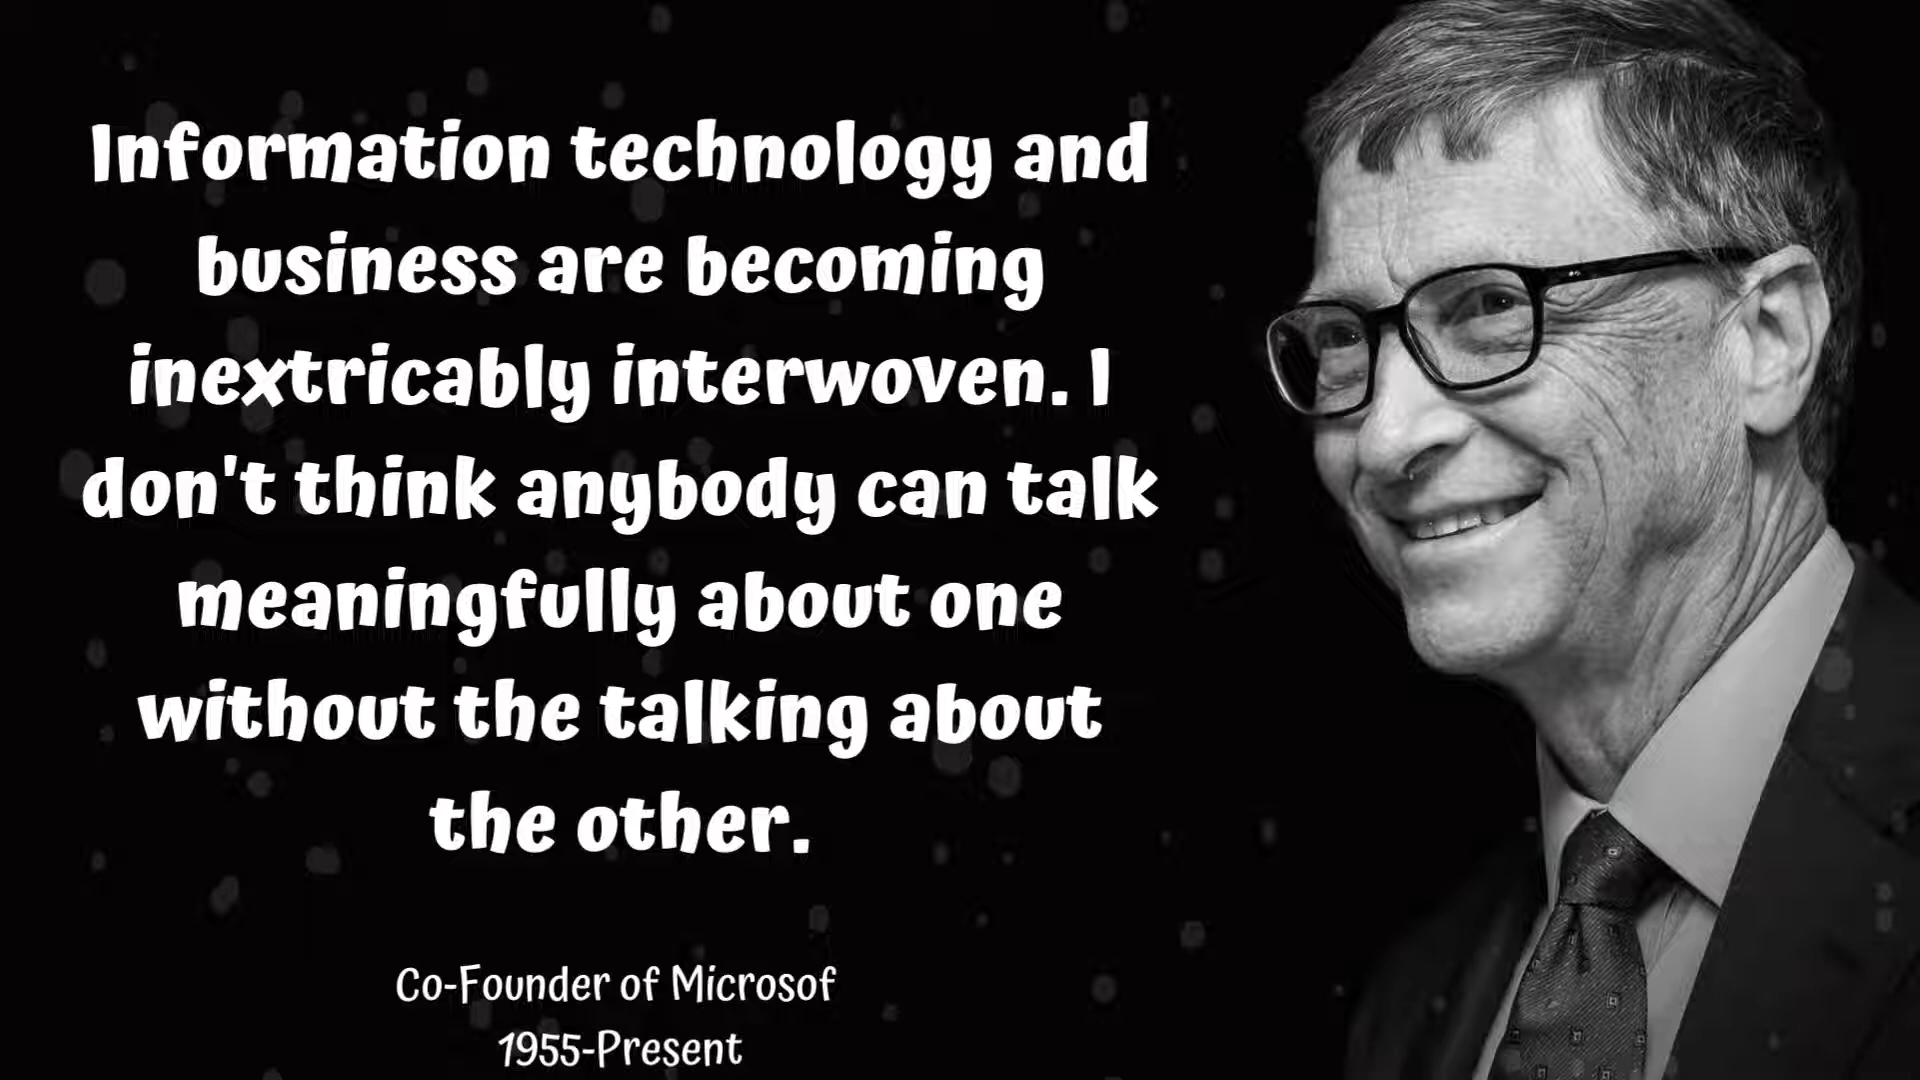 Information technology and
business are becoming
inextricably interwoven. I
don't think anybody can talk
meaningfully about one
without the talking about
the other.
Co-Founder of Microsof
1955-Present